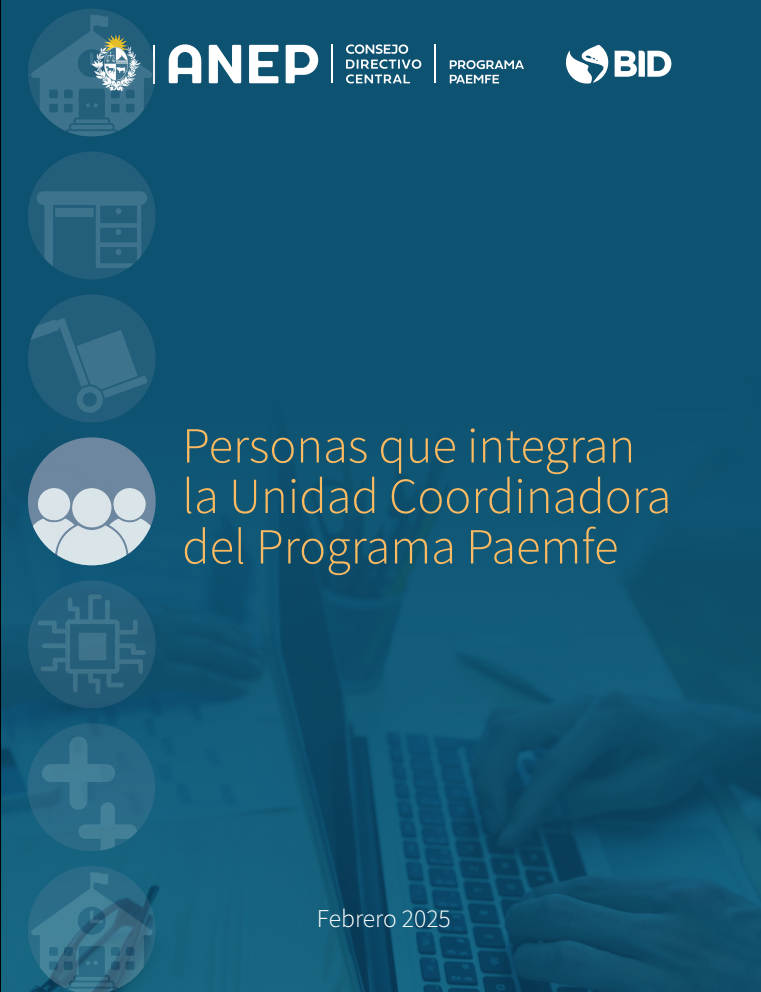 ANEP
CONSEJO
DIRECTIVO
CENTRAL
PROGRAMA
PAEMFE
BID
Personas que integran
la Unidad Coordinadora
del Programa Paemfe
Febrero 2025